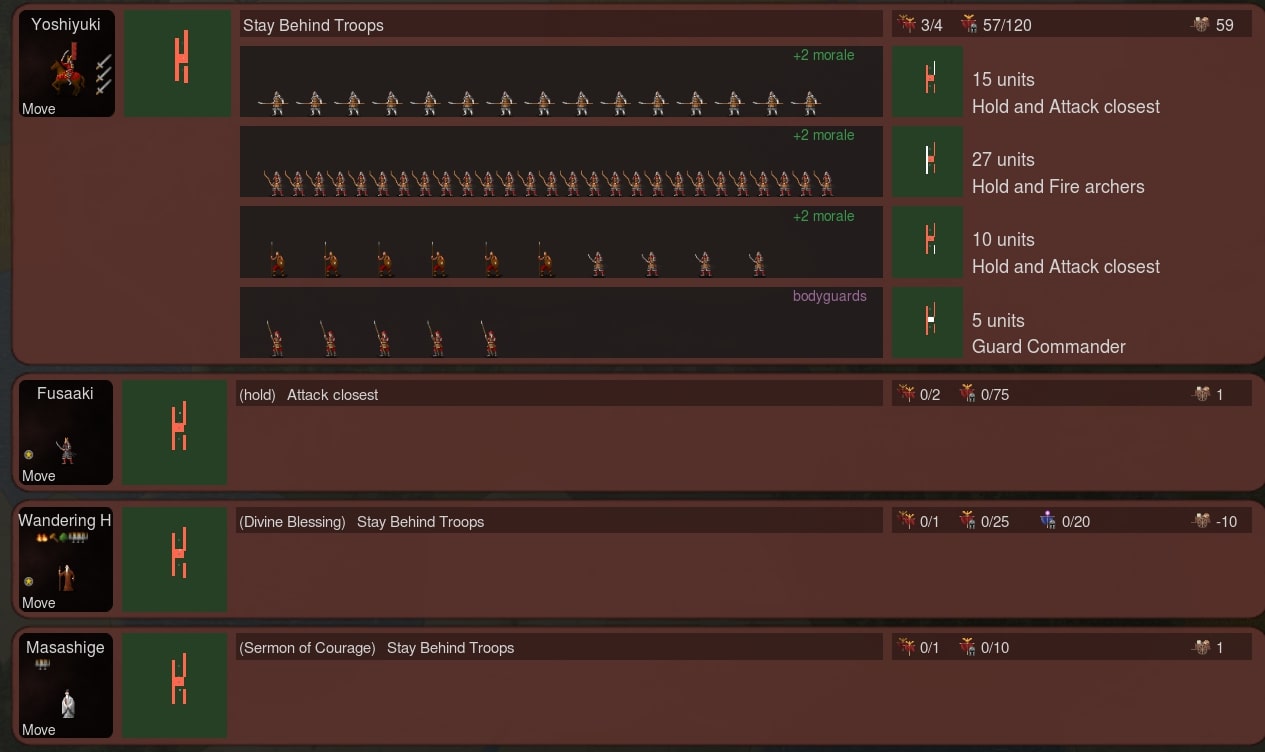 Yoshiyuki
Move
Stay Behind Troops
3/4 57/120 59
+2 morale
15 units
Hold and Attack closest
+2 morale
27 units
Hold and Fire archers
+2 morale
10 units
Hold and Attack closest
bodyguards
5 units
Guard Commander
Fusaaki
Move
(hold) Attack closest
0/2 0/75 1
Wandering H
Move
(Divine Blessing) Stay Behind Troops
0/1 0/25 0/20 -10
Masashige
Move
(Sermon of Courage) Stay Behind Troops
0/1 0/10 1